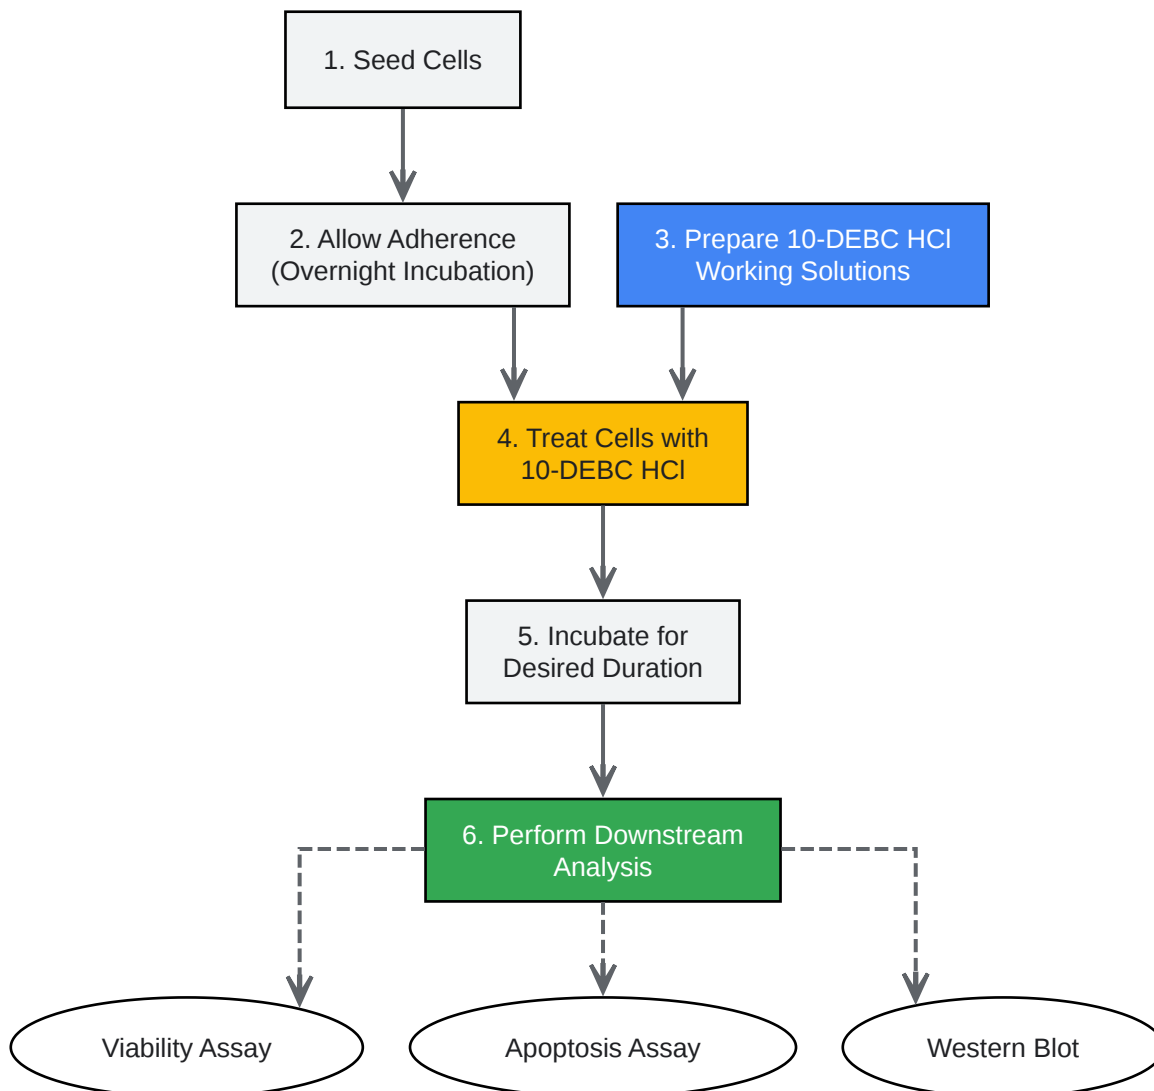 1. Seed Cells
2. Allow Adherence
(Overnight Incubation)
3. Prepare 10-DEBC HCl
Working Solutions
4. Treat Cells with
10-DEBC HCl
5. Incubate for
Desired Duration
6. Perform Downstream
Analysis
Viability Assay
Apoptosis Assay
Western Blot